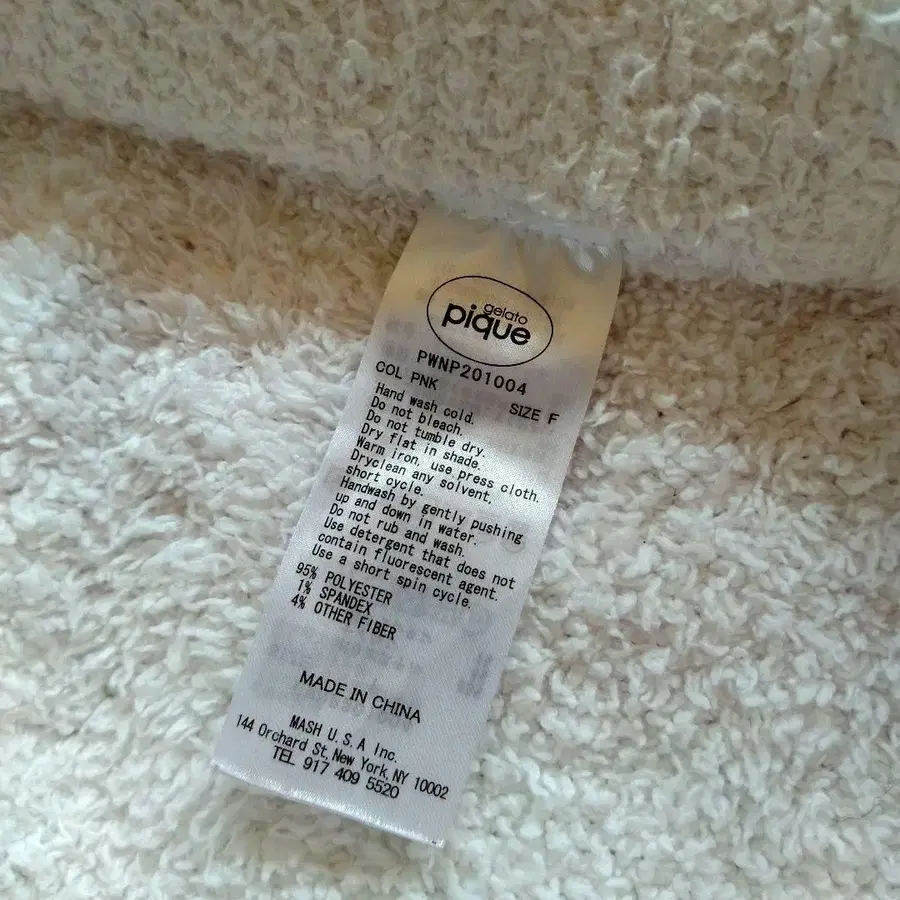 gelato
pique
PWNP201004
COL PNK SIZE F
Hand wash cold.
Do not bleach.
Do not tumble dry.
Dry flat in shade.
Warm iron, use press cloth.
Dryclean any solvent,
short cycle.
Handwash by gently pushing
up and down in water.
Do not rub and wash.
Use detergent that does not
contain fluorescent agent.
Use a short spin cycle.
95% POLYESTER
1% SPANDEX
4% OTHER FIBER
MADE IN CHINA
MASH U.S.A Inc.
144 Orchard St, New York, NY 10002
TEL 917 409 5520